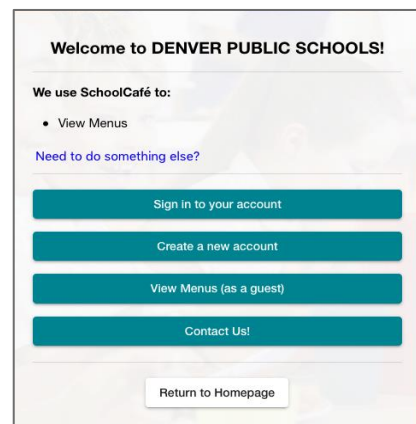 Welcome to DENVER PUBLIC SCHOOLS!
We use SchoolCafé to:
• View Menus
Need to do something else?
Sign in to your account
Create a new account
View Menus (as a guest)
Contact Us!
Return to Homepage